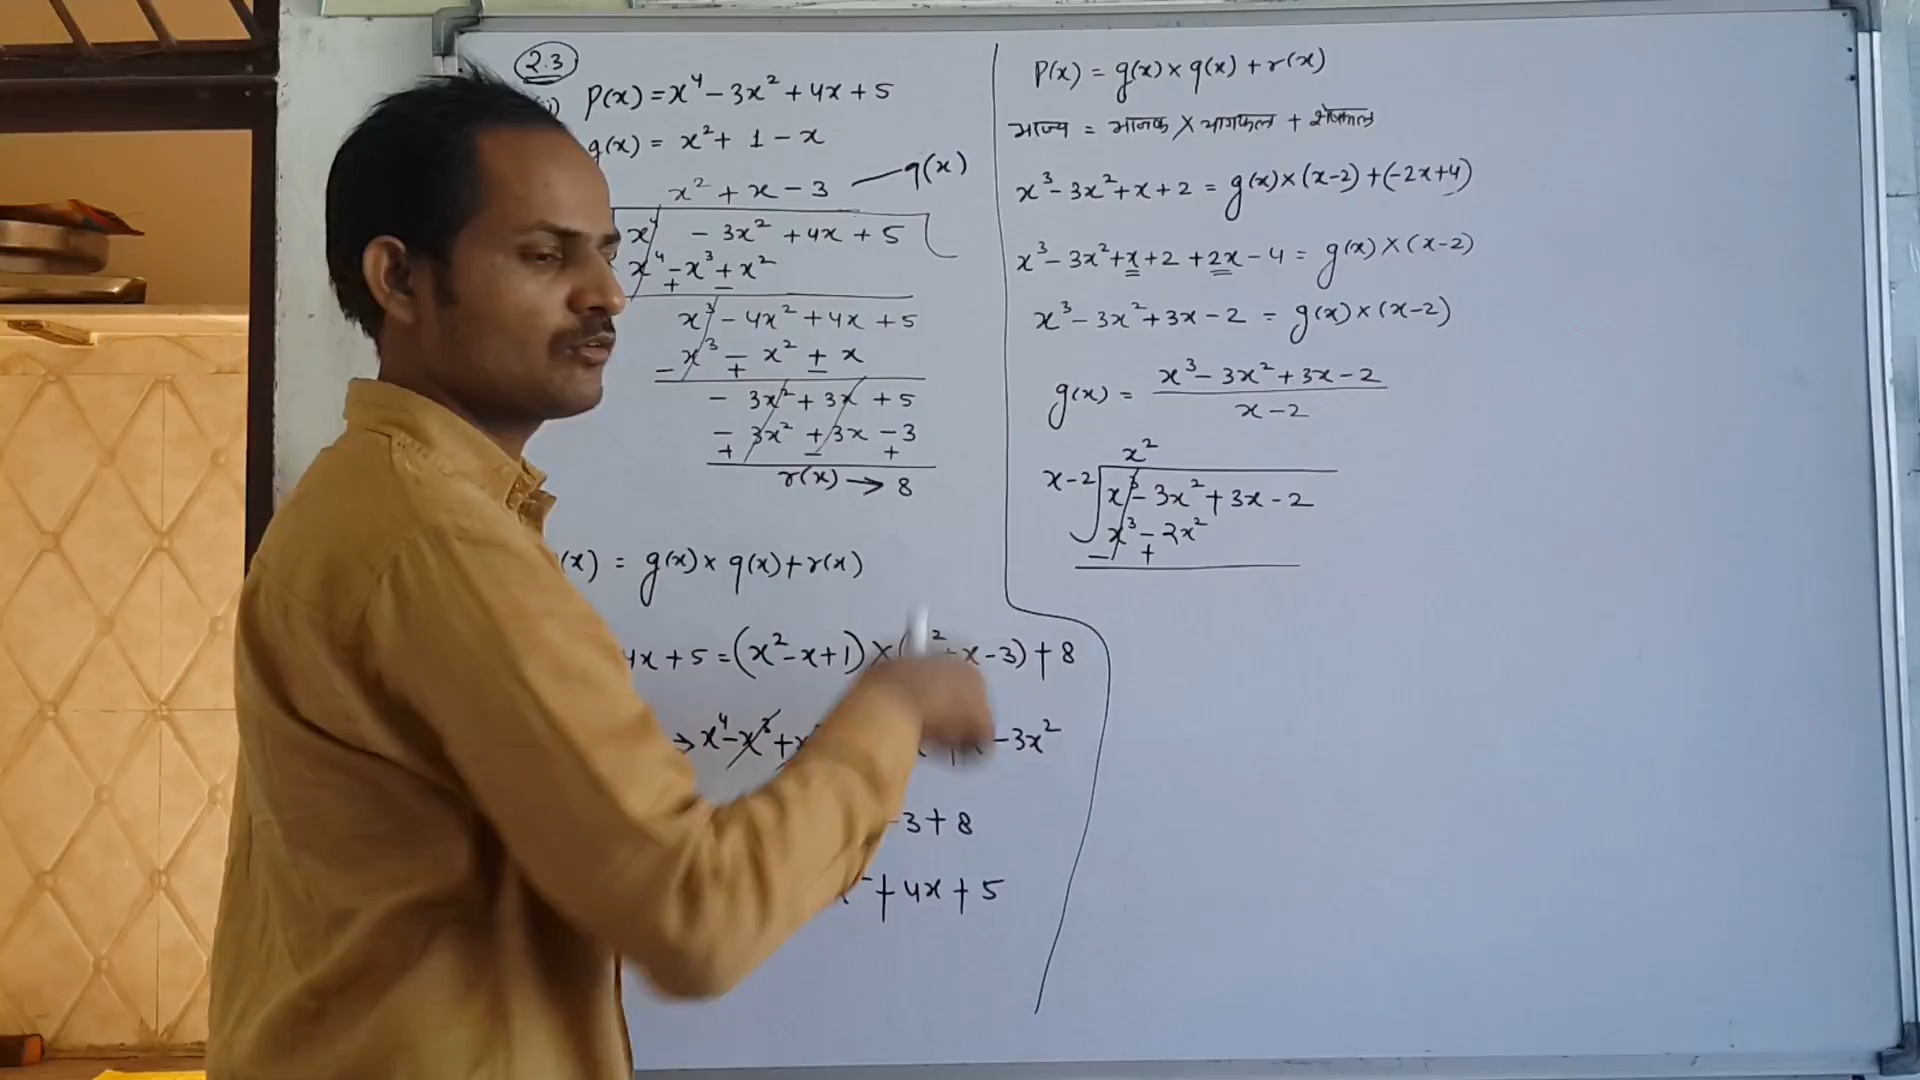 2.3
P(x) = x⁴ - 3x² + 4x + 5
g(x) = x² + 1 - x
x² + x - 3 — q(x)
x⁴ - 3x² + 4x + 5
x⁴ - x³ + x²
+ -
x³ - 4x² + 4x + 5
x³ - x² + x
- + -
- 3x² + 3x + 5
- 3x² + 3x - 3
+ - +
r(x) → 8
(x) = g(x) × q(x) + r(x)
4x + 5 = (x² - x + 1) × ( ² + x - 3) + 8
→ x⁴ - x³ + x - 3x²
- 3 + 8
+ 4x + 5
P(x) = g(x) × q(x) + r(x)
भाज्य = भाजक × भागफल + शेषफल
x³ - 3x² + x + 2 = g(x) × (x - 2) + (-2x + 4)
x³ - 3x² + x + 2 + 2x - 4 = g(x) × (x - 2)
x³ - 3x² + 3x - 2 = g(x) × (x - 2)
g(x) = x³ - 3x² + 3x - 2
x - 2
x²
x - 2 x³ - 3x² + 3x - 2
x³ - 2x²
- +